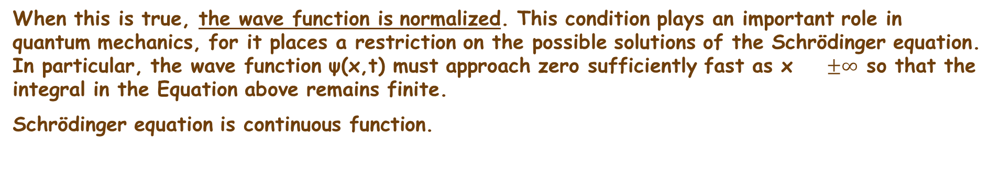 When this is true, the wave function is normalized. This condition plays an important role in
quantum mechanics, for it places a restriction on the possible solutions of the Schrödinger equation.
In particular, the wave function ψ(x,t) must approach zero sufficiently fast as x ±∞ so that the
integral in the Equation above remains finite.
Schrödinger equation is continuous function.